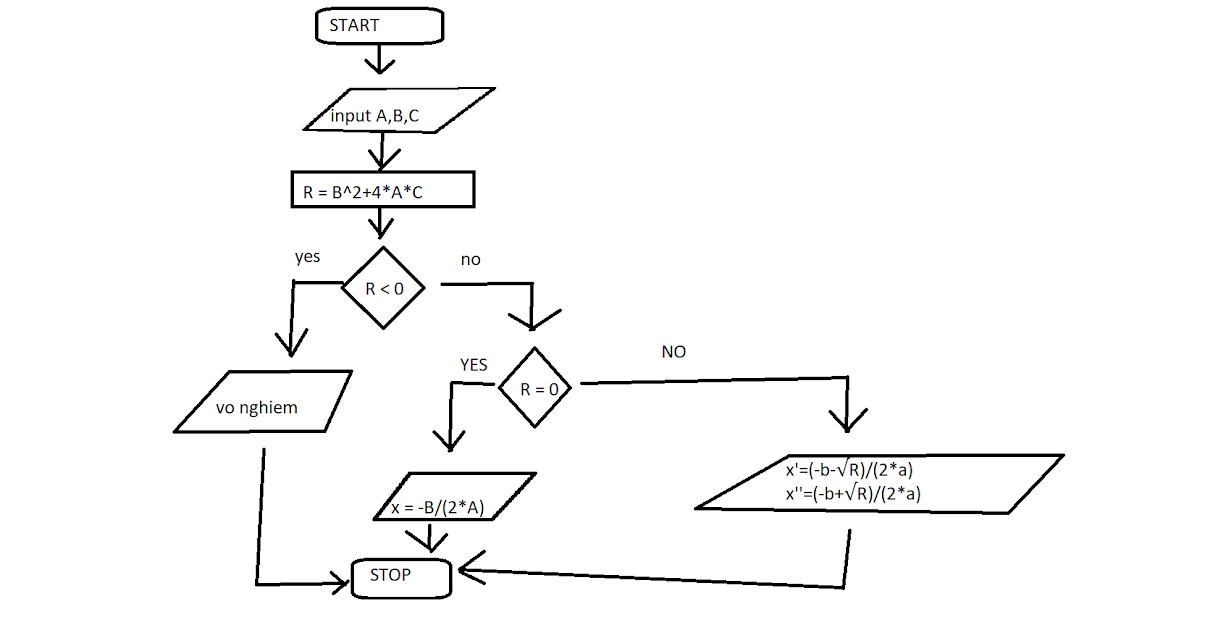 START
input A,B,C
R = B^2+4*A*C
yes
no
R < 0
YES
NO
R = 0
vo nghiem
x'=(-b-√R)/(2*a)
x''=(-b+√R)/(2*a)
x = -B/(2*A)
STOP